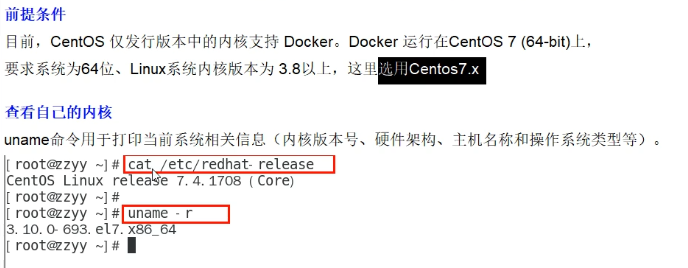 前提条件
目前，CentOS 仅发行版本中的内核支持 Docker。Docker 运行在CentOS 7 (64-bit)上，
要求系统为64位、Linux系统内核版本为 3.8以上，这里选用Centos7.x
查看自己的内核
uname命令用于打印当前系统相关信息（内核版本号、硬件架构、主机名称和操作系统类型等）。
[root@zzyy ~]# cat /etc/redhat-release
CentOS Linux release 7.4.1708 (Core)
[root@zzyy ~]#
[root@zzyy ~]# uname -r
3.10.0-693.el7.x86_64
[root@zzyy ~]#